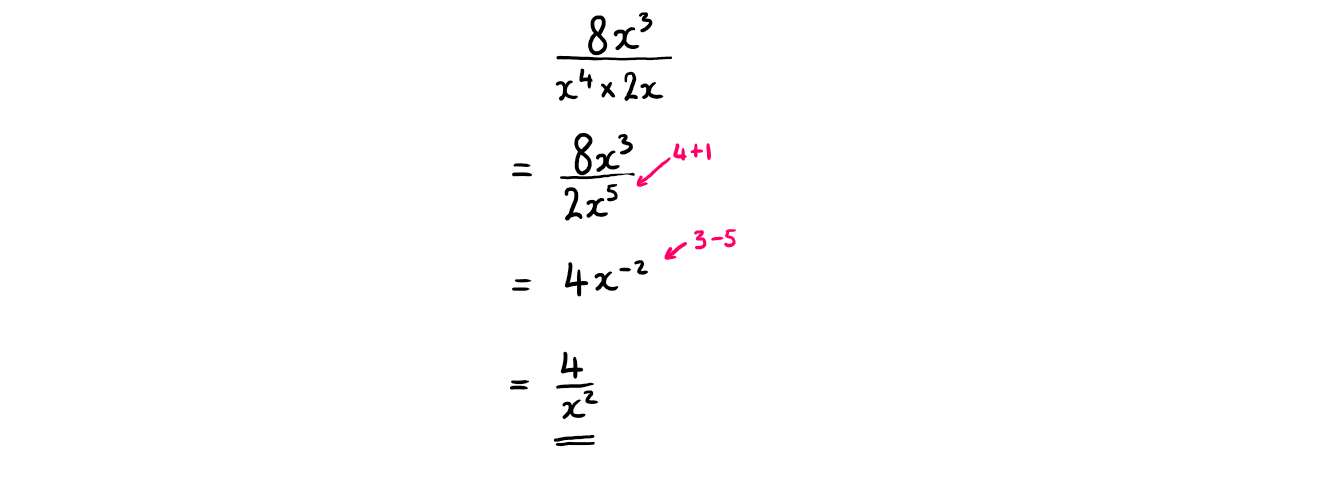 8x³
x⁴ × 2x
= 8x³
2x⁵
4+1
= 4x⁻²
3-5
= 4
x²